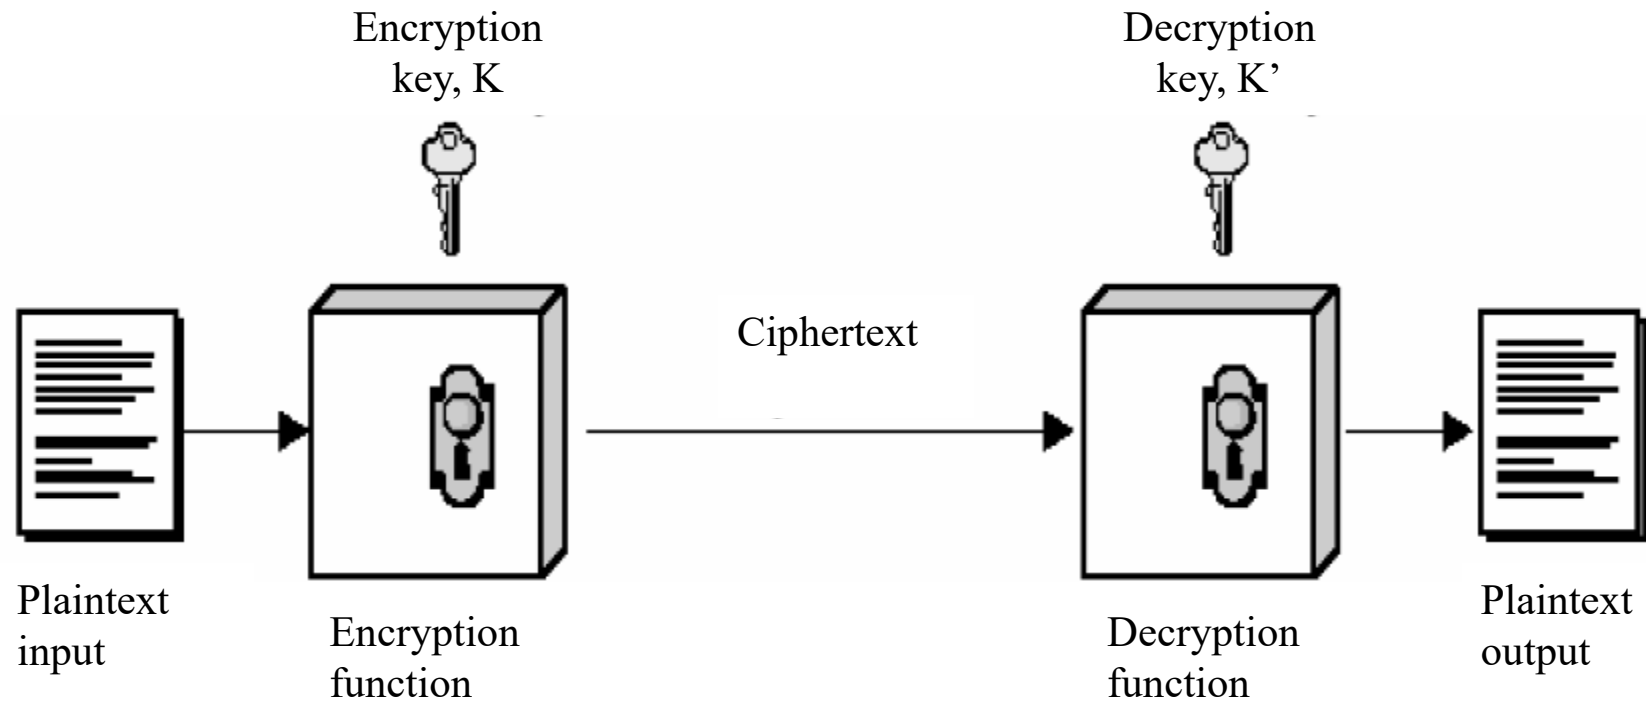 Encryption
key, K
Decryption
key, K’
Ciphertext
Plaintext
input
Encryption
function
Decryption
function
Plaintext
output